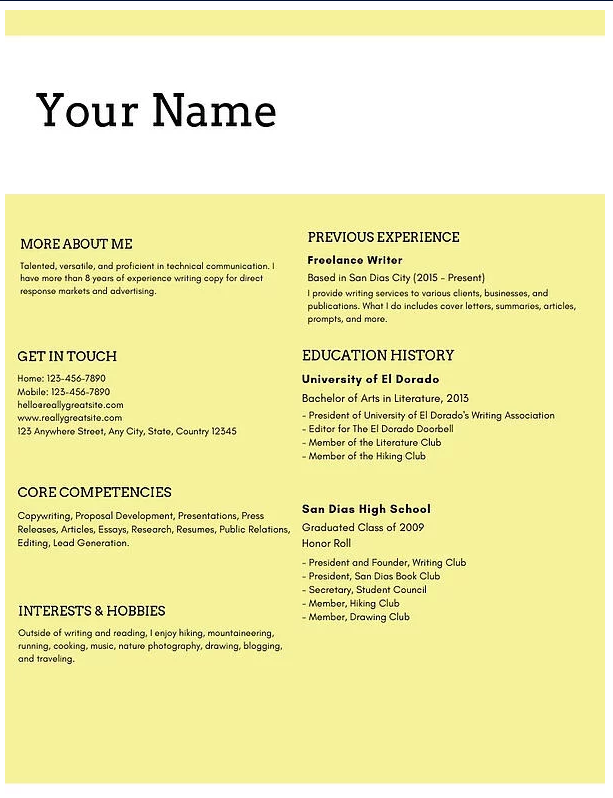 Your Name
MORE ABOUT ME
Talented, versatile, and proficient in technical communication. I
have more than 8 years of experience writing copy for direct
response markets and advertising.
GET IN TOUCH
Home: 123-456-7890
Mobile: 123-456-7890
hello@reallygreatsite.com
www.reallygreatsite.com
123 Anywhere Street, Any City, State, Country 12345
CORE COMPETENCIES
Copywriting, Proposal Development, Presentations, Press
Releases, Articles, Essays, Research, Resumes, Public Relations,
Editing, Lead Generation.
INTERESTS & HOBBIES
Outside of writing and reading, I enjoy hiking, mountaineering,
running, cooking, music, nature photography, drawing, blogging,
and traveling.
PREVIOUS EXPERIENCE
Freelance Writer
Based in San Dias City (2015 - Present)
I provide writing services to various clients, businesses, and
publications. What I do includes cover letters, summaries, articles,
prompts, and more.
EDUCATION HISTORY
University of El Dorado
Bachelor of Arts in Literature, 2013
- President of University of El Dorado's Writing Association
- Editor for The El Dorado Doorbell
- Member of the Literature Club
- Member of the Hiking Club
San Dias High School
Graduated Class of 2009
Honor Roll
- President and Founder, Writing Club
- President, San Dias Book Club
- Secretary, Student Council
- Member, Hiking Club
- Member, Drawing Club